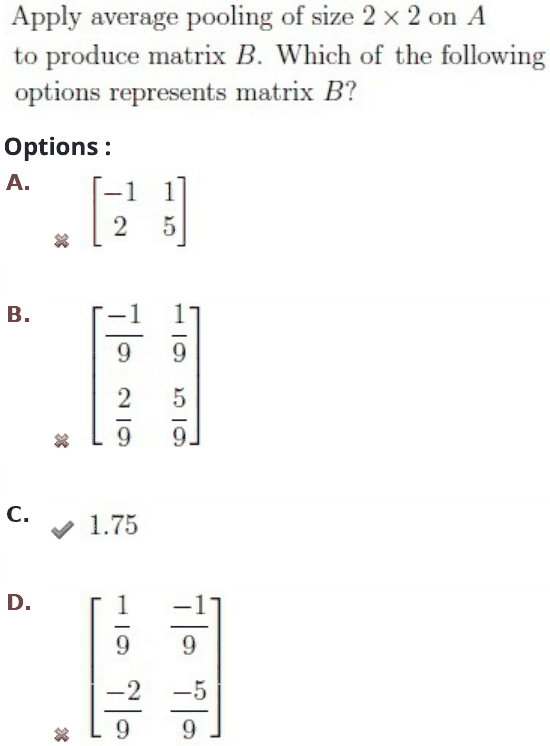 Apply average pooling of size 2 × 2 on A
to produce matrix B. Which of the following
options represents matrix B?
Options :
A.
[−1 1]
[2 5]
B.
[−1/9 1/9]
[2/9 5/9]
C.
1.75
D.
[1/9 −1/9]
[−2/9 −5/9]